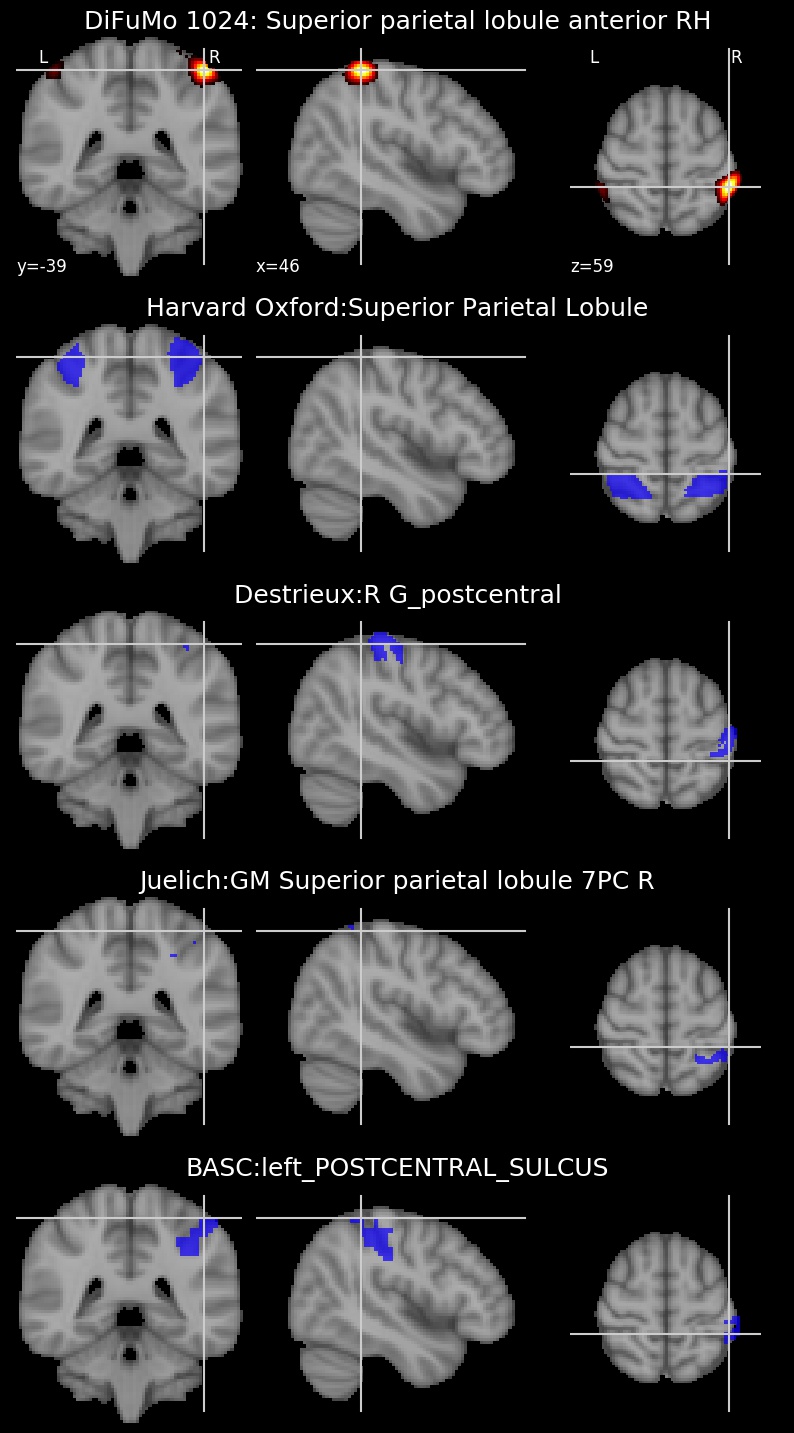 DiFuMo 1024: Superior parietal lobule anterior RH
L R L R
y=-39 x=46 z=59
Harvard Oxford:Superior Parietal Lobule
Destrieux:R G_postcentral
Juelich:GM Superior parietal lobule 7PC R
BASC:left_POSTCENTRAL_SULCUS